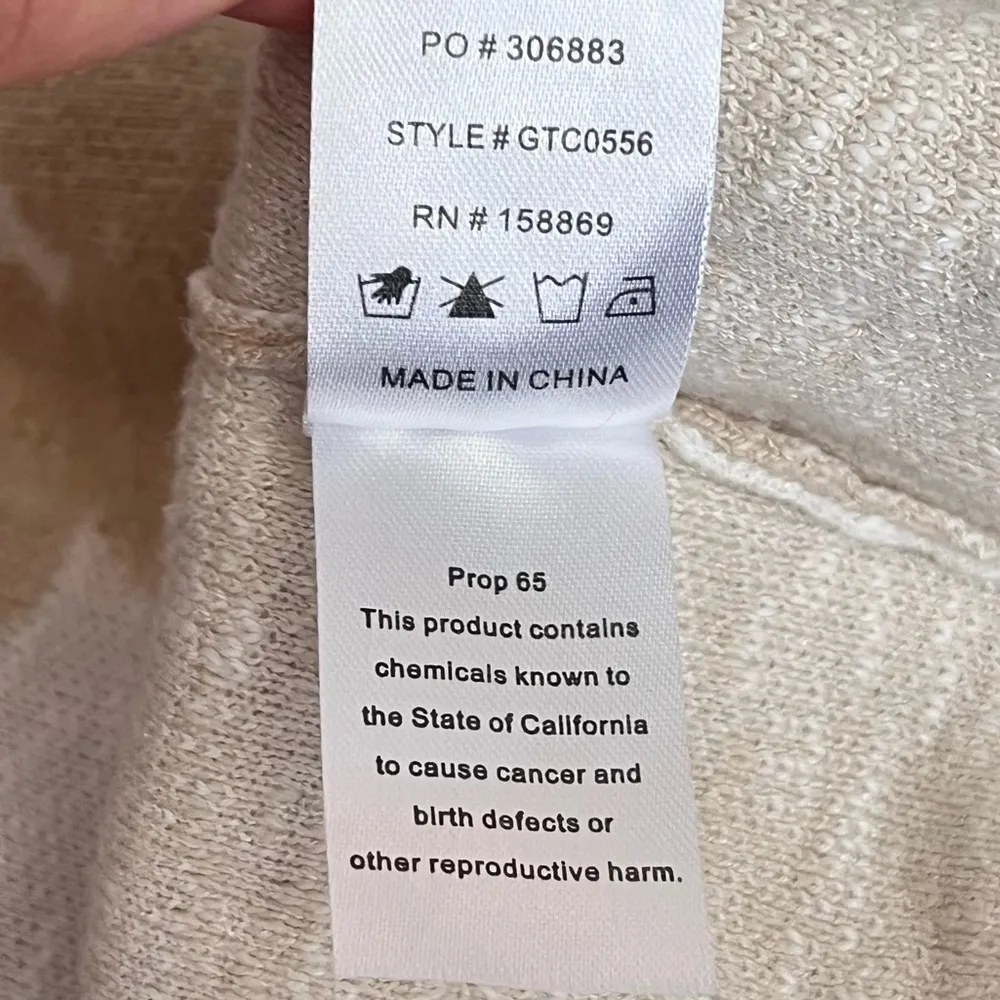 PO # 306883
STYLE # GTC0556
RN # 158869
MADE IN CHINA
Prop 65
This product contains
chemicals known to
the State of California
to cause cancer and
birth defects or
other reproductive harm.